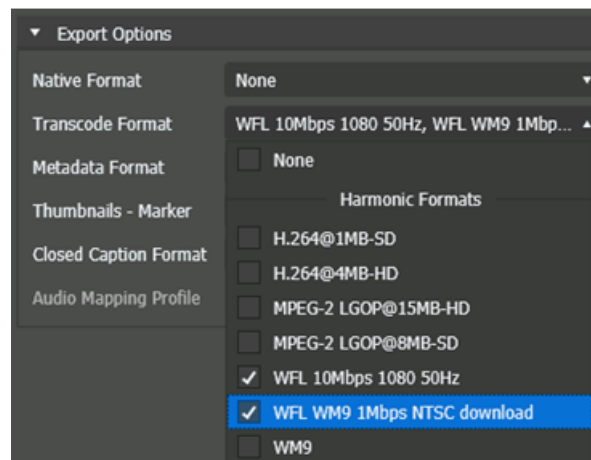 Export Options
Native Format None
Transcode Format WFL 10Mbps 1080 50Hz, WFL WM9 1Mbp...
Metadata Format None
Harmonic Formats
Thumbnails - Marker
H.264@1MB-SD
Closed Caption Format
H.264@4MB-HD
Audio Mapping Profile
MPEG-2 LGOP@15MB-HD
MPEG-2 LGOP@8MB-SD
WFL 10Mbps 1080 50Hz
WFL WM9 1Mbps NTSC download
WM9